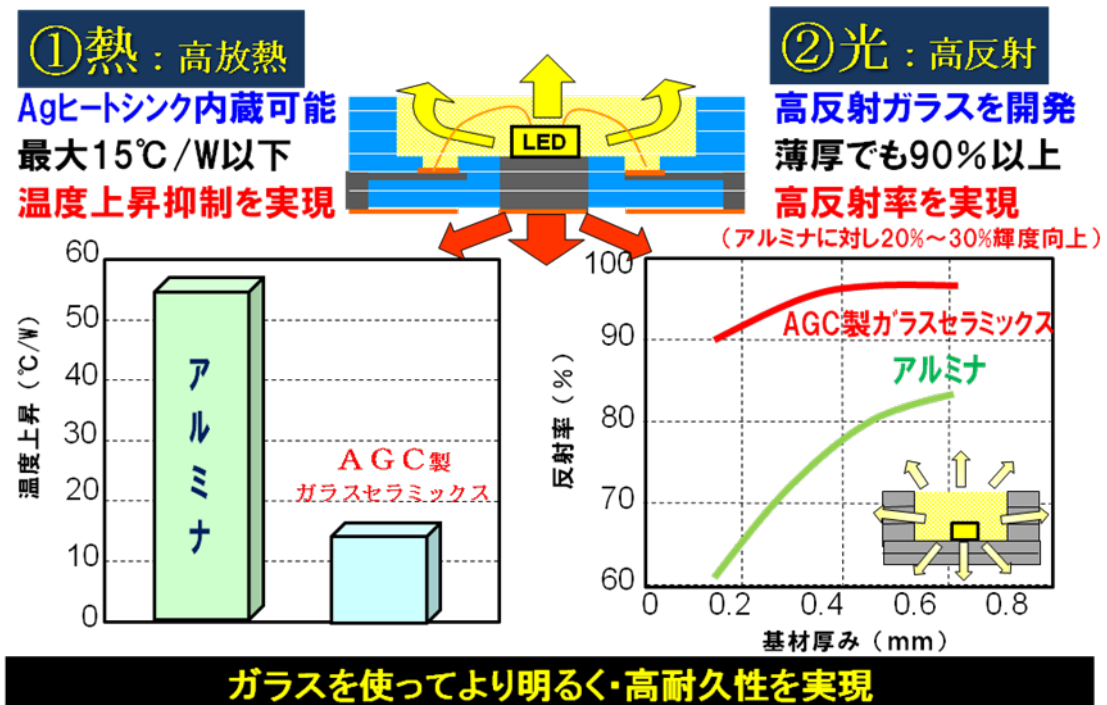 ①熱：高放熱
Agヒートシンク内蔵可能
最大15℃/W以下
温度上昇抑制を実現
LED
②光：高反射
高反射ガラスを開発
薄厚でも90%以上
高反射率を実現
（アルミナに対し20%～30%輝度向上）
温度上昇（℃/W）
60
50
40
30
20
10
0
アルミナ
AGC製
ガラスセラミックス
反射率（%）
100
90
80
70
60
AGC製ガラスセラミックス
アルミナ
0 0.2 0.4 0.6 0.8
基材厚み（mm）
ガラスを使ってより明るく・高耐久性を実現